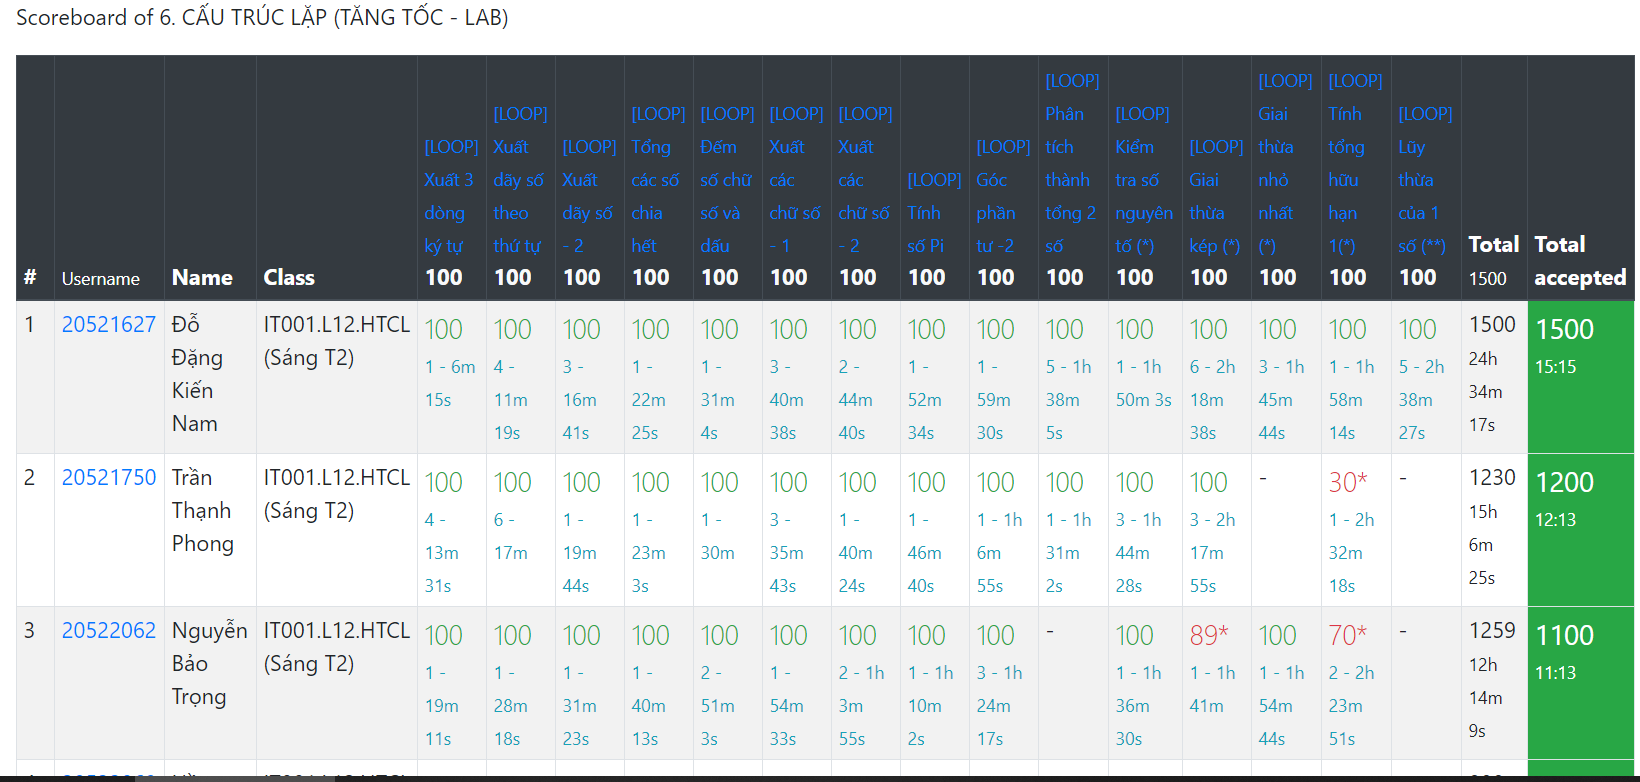 Scoreboard of 6. CẤU TRÚC LẶP (TĂNG TỐC - LAB)
#
Username
Name
Class
[LOOP]
Xuất 3
dòng
ký tự
100
[LOOP]
Xuất
dãy số
theo
thứ tự
100
[LOOP]
Xuất
dãy số
- 2
100
[LOOP]
Tổng
các số
chia
hết
100
[LOOP]
Đếm
số chữ
số và
dấu
100
[LOOP]
Xuất
các
chữ số
- 1
100
[LOOP]
Xuất
các
chữ số
- 2
100
[LOOP]
Tính
số Pi
100
[LOOP]
Góc
phần
tư -2
100
[LOOP]
Phân
tích
thành
tổng 2
số
100
[LOOP]
Kiểm
tra số
nguyên
tố (*)
100
[LOOP]
Giai
thừa
kép (*)
100
[LOOP]
Giai
thừa
nhỏ
nhất
(*)
100
[LOOP]
Tính
tổng
hữu
hạn
1(*)
100
[LOOP]
Lũy
thừa
của 1
số (**)
100
Total
1500
Total
accepted
1
20521627
Đỗ
Đặng
Kiến
Nam
IT001.L12.HTCL
(Sáng T2)
100
1 - 6m
15s
100
4 -
11m
19s
100
3 -
16m
41s
100
1 -
22m
25s
100
1 -
31m
4s
100
3 -
40m
38s
100
2 -
44m
40s
100
1 -
52m
34s
100
1 -
59m
30s
100
5 - 1h
38m
5s
100
1 - 1h
50m 3s
100
6 - 2h
18m
38s
100
3 - 1h
45m
44s
100
1 - 1h
58m
14s
100
5 - 2h
38m
27s
1500
24h
34m
17s
1500
15:15
2
20521750
Trần
Thạnh
Phong
IT001.L12.HTCL
(Sáng T2)
100
4 -
13m
31s
100
6 -
17m
100
1 -
19m
44s
100
1 -
23m
3s
100
1 -
30m
100
3 -
35m
43s
100
1 -
40m
24s
100
1 -
46m
40s
100
1 - 1h
6m
55s
100
1 - 1h
31m
2s
100
3 - 1h
44m
28s
100
3 - 2h
17m
55s
-
30*
1 - 2h
32m
18s
-
1230
15h
6m
25s
1200
12:13
3
20522062
Nguyễn
Bảo
Trọng
IT001.L12.HTCL
(Sáng T2)
100
1 -
19m
11s
100
1 -
28m
18s
100
1 -
31m
23s
100
1 -
40m
13s
100
2 -
51m
3s
100
1 -
54m
33s
100
2 - 1h
3m
55s
100
1 - 1h
10m
2s
100
3 - 1h
24m
17s
-
100
1 - 1h
36m
30s
89*
1 - 1h
41m
100
1 - 1h
54m
44s
70*
2 - 2h
23m
51s
-
1259
12h
14m
9s
1100
11:13